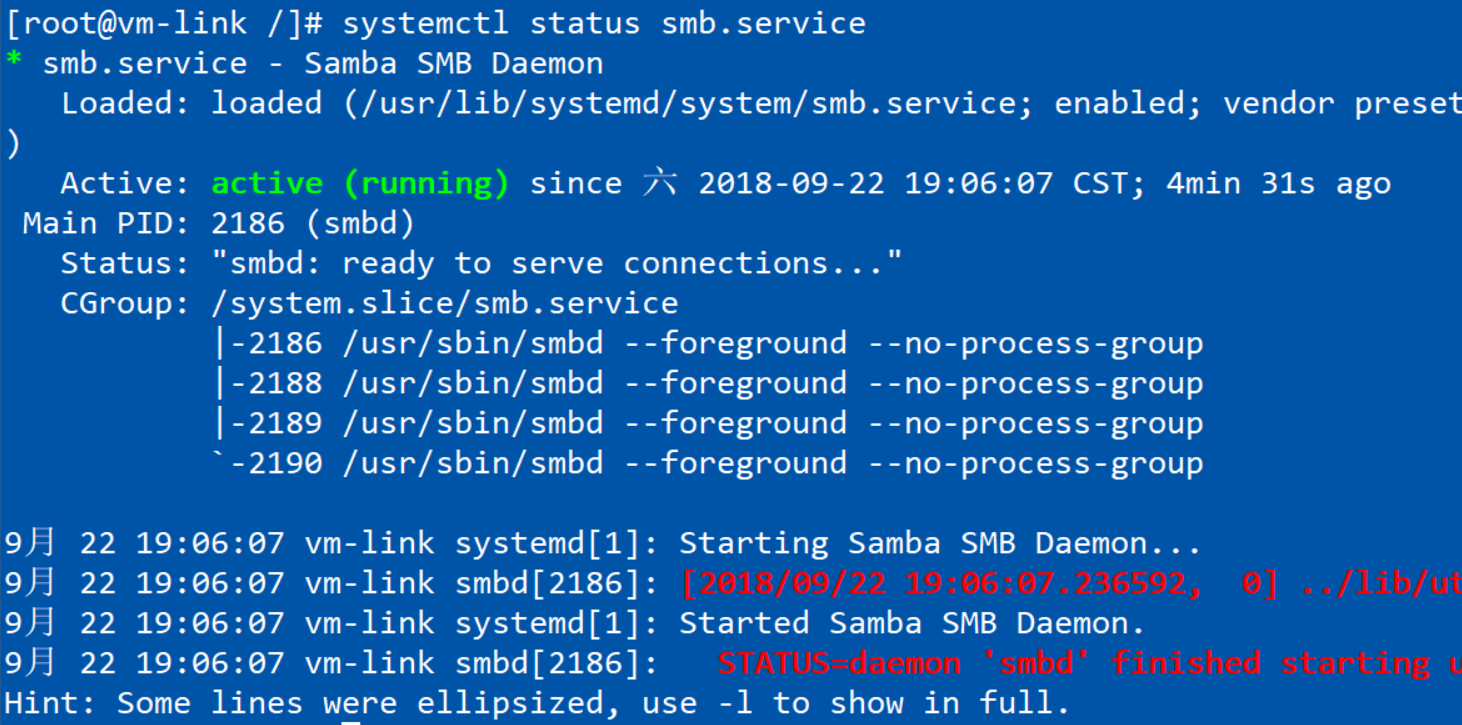 [root@vm-link /]# systemctl status smb.service
* smb.service - Samba SMB Daemon
   Loaded: loaded (/usr/lib/systemd/system/smb.service; enabled; vendor preset
)
   Active: active (running) since 六 2018-09-22 19:06:07 CST; 4min 31s ago
 Main PID: 2186 (smbd)
   Status: "smbd: ready to serve connections..."
   CGroup: /system.slice/smb.service
           |-2186 /usr/sbin/smbd --foreground --no-process-group
           |-2188 /usr/sbin/smbd --foreground --no-process-group
           |-2189 /usr/sbin/smbd --foreground --no-process-group
           `-2190 /usr/sbin/smbd --foreground --no-process-group

9月 22 19:06:07 vm-link systemd[1]: Starting Samba SMB Daemon...
9月 22 19:06:07 vm-link smbd[2186]: [2018/09/22 19:06:07.236592,  0] ../lib/ut
9月 22 19:06:07 vm-link systemd[1]: Started Samba SMB Daemon.
9月 22 19:06:07 vm-link smbd[2186]:   STATUS=daemon 'smbd' finished starting u
Hint: Some lines were ellipsized, use -l to show in full.